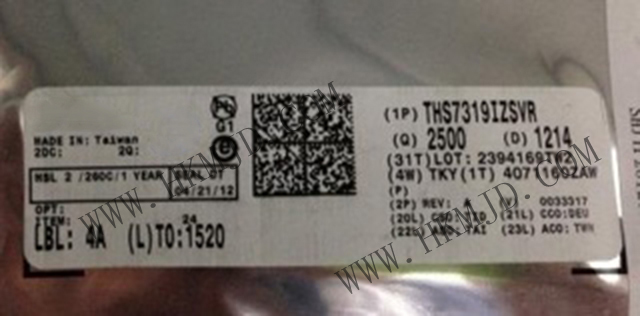 Pb
G1
MADE IN: Taiwan
2DC: 2Q:
MSL 2 /260C/1 YEAR SEAL DT
04/21/12
OPT:
ITEM: 24
LBL: 4A (L)TO:1520
(1P) THS7319IZSVR
(Q) 2500 (D) 1214
(31T)LOT: 2394169TW2
(4W) TKY(1T) 4071169ZAW
(P)
(2P) REV: 0033317
(20L) CSO: TID (21L) CCO:DEU
(22L) ASO: TAI (23L) ACO: TWN
WWW.HKMJD.COM
WWW.HKMJD.COM